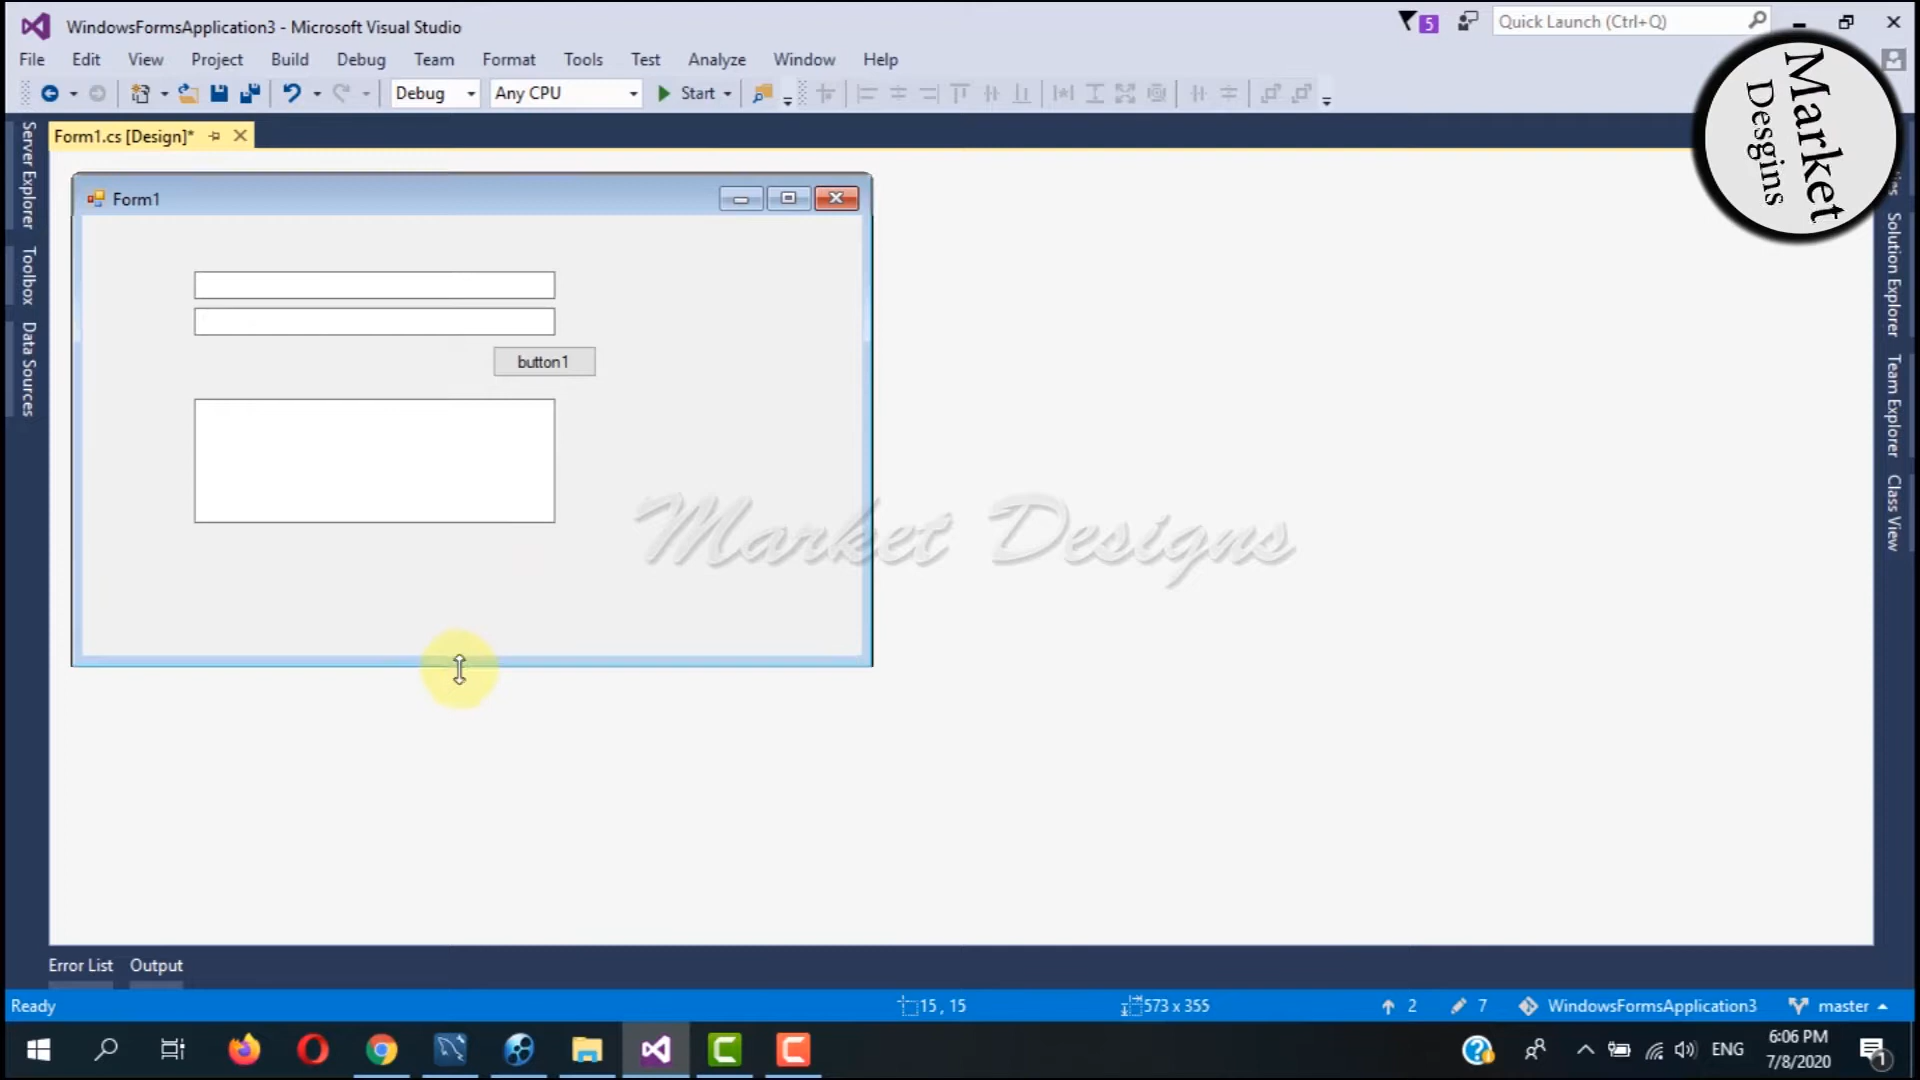 WindowsFormsApplication3 - Microsoft Visual Studio
5
Quick Launch (Ctrl+Q)
File Edit View Project Build Debug Team Format Tools Test Analyze Window Help
Debug
Any CPU
Start
Market
Desgins
Form1.cs [Design]*
Server Explorer
Toolbox
Data Sources
Form1
button1
Market Designs
Solution Explorer
Team Explorer
Class View
Error List Output
Ready
15 , 15
573 x 355
2
7
WindowsFormsApplication3
master
ENG
6:06 PM
7/8/2020
1